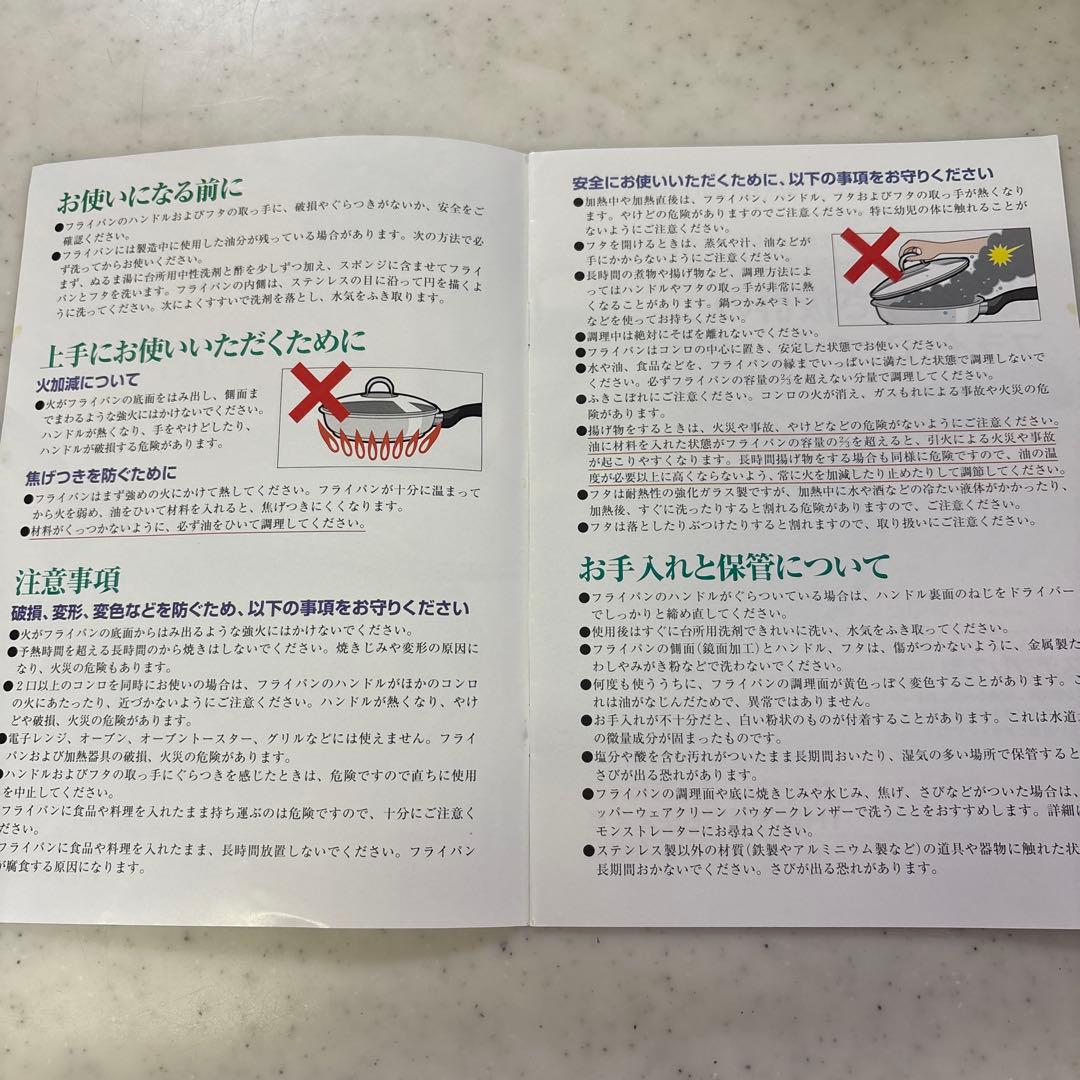 お使いになる前に
●フライパンのハンドルおよびフタの取っ手に、破損やぐらつきがないか、安全をご
確認ください。
●フライパンには製造中に使用した油分が残っている場合があります。次の方法で必
ず洗ってからお使いください。
まず、ぬるま湯に台所用中性洗剤と酢を少しずつ加え、スポンジに含ませてフライ
パンとフタを洗います。フライパンの内側は、ステンレスの目に沿って円を描くよ
うに洗ってください。次によくすすいで洗剤を落とし、水気をふき取ります。
上手にお使いいただくために
火加減について
●火がフライパンの底面をはみ出し、側面ま
でまわるような強火にはかけないでください。
ハンドルが熱くなり、手をやけどしたり、
ハンドルが破損する危険があります。
焦げつきを防ぐために
●フライパンはまず強めの火にかけて熱してください。フライパンが十分に温まって
から火を弱め、油をひいて材料を入れると、焦げつきにくくなります。
●材料がくっつかないように、必ず油をひいて調理してください。
注意事項
破損、変形、変色などを防ぐため、以下の事項をお守りください
●火がフライパンの底面からはみ出るような強火にはかけないでください。
●予熱時間を超える長時間のから焼きはしないでください。焼きじみや変形の原因に
なり、火災の危険もあります。
●2口以上のコンロを同時にお使いの場合は、フライパンのハンドルがほかのコンロ
の火にあたったり、近づかないようにご注意ください。ハンドルが熱くなり、やけ
どや破損、火災の危険があります。
●電子レンジ、オーブン、オーブントースター、グリルなどには使えません。フライ
パンおよび加熱器具の破損、火災の危険があります。
●ハンドルおよびフタの取っ手にぐらつきを感じたときは、危険ですので直ちに使用
を中止してください。
フライパンに食品や料理を入れたまま持ち運ぶのは危険ですので、十分にご注意く
ださい。
フライパンに食品や料理を入れたまま、長時間放置しないでください。フライパン
が腐食する原因になります。
安全にお使いいただくために、以下の事項をお守りください
●加熱中や加熱直後は、フライパン、ハンドル、フタおよびフタの取っ手が熱くなり
ます。やけどの危険がありますのでご注意ください。特に幼児の体に触れることが
ないようにご注意ください。
●フタを開けるときは、蒸気や汁、油などが
手にかからないようにご注意ください。
●長時間の煮物や揚げ物など、調理方法によ
ってはハンドルやフタの取っ手が非常に熱
くなることがあります。鍋つかみやミトン
などを使ってお持ちください。
●調理中は絶対にそばを離れないでください。
●フライパンはコンロの中心に置き、安定した状態でお使いください。
●水や油、食品などを、フライパンの縁までいっぱいに満たした状態で調理しないで
ください。必ずフライパンの容量の⅔を超えない分量で調理してください。
●ふきこぼれにご注意ください。コンロの火が消え、ガスもれによる事故や火災の危
険があります。
●揚げ物をするときは、火災や事故、やけどなどの危険がないようにご注意ください。
油に材料を入れた状態がフライパンの容量の⅔を超えると、引火による火災や事故
が起こりやすくなります。長時間揚げ物をする場合も同様に危険ですので、油の温
度が必要以上に高くならないよう、常に火を加減したり止めたりして調節してください。
●フタは耐熱性の強化ガラス製ですが、加熱中に水や酒などの冷たい液体がかかったり、
加熱後、すぐに洗ったりすると割れる危険がありますので、ご注意ください。
●フタは落としたりぶつけたりすると割れますので、取り扱いにご注意ください。
お手入れと保管について
●フライパンのハンドルがぐらついている場合は、ハンドル裏面のねじをドライバー
でしっかりと締め直してください。
●使用後はすぐに台所用洗剤できれいに洗い、水気をふき取ってください。
●フライパンの側面(鏡面加工)とハンドル、フタは、傷がつかないように、金属製た
わしやみがき粉などで洗わないでください。
●何度も使ううちに、フライパンの調理面が黄色っぽく変色することがあります。こ
れは油がなじんだためで、異常ではありません。
●お手入れが不十分だと、白い粉状のものが付着することがあります。これは水道
の微量成分が固まったものです。
●塩分や酸を含む汚れがついたまま長期間おいたり、湿気の多い場所で保管すると
さびが出る恐れがあります。
●フライパンの調理面や底に焼きじみや水じみ、焦げ、さびなどがついた場合は、
ッパーウェアクリーン パウダークレンザーで洗うことをおすすめします。詳細は
モンストレーターにお尋ねください。
●ステンレス製以外の材質(鉄製やアルミニウム製など)の道具や器物に触れた状
長期間おかないでください。さびが出る恐れがあります。